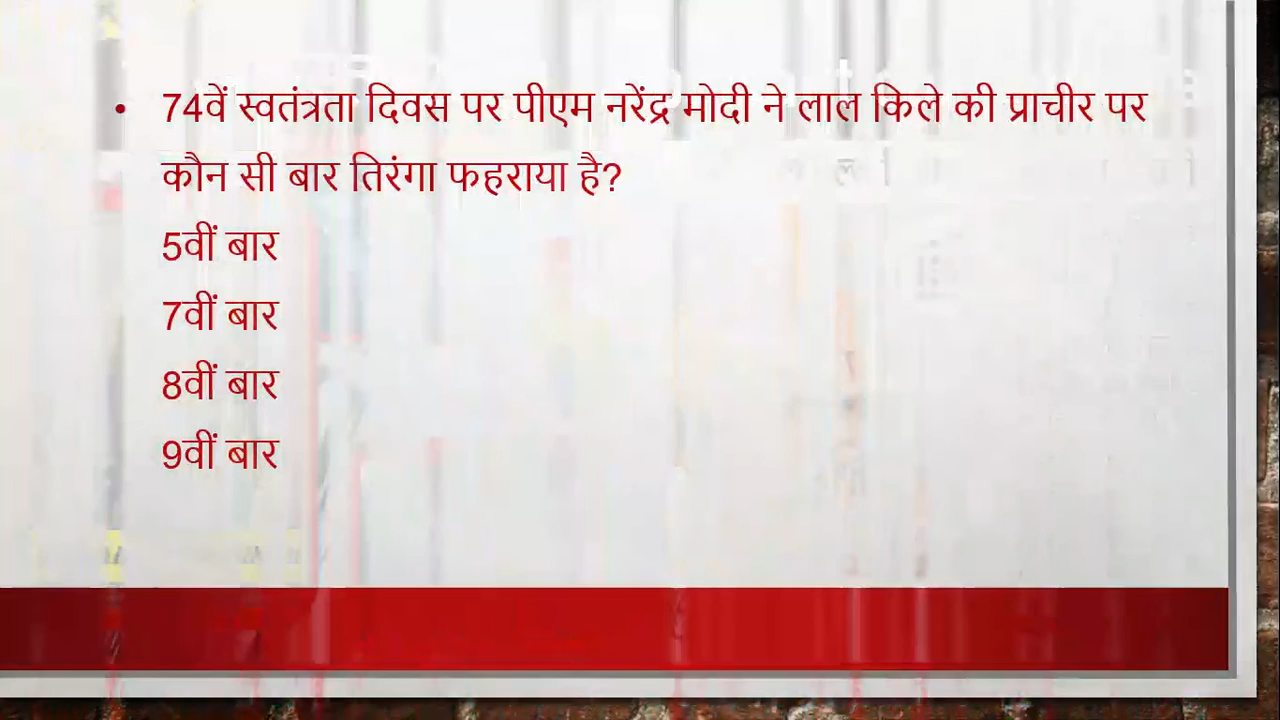 • 74वें स्वतंत्रता दिवस पर पीएम नरेंद्र मोदी ने लाल किले की प्राचीर पर
कौन सी बार तिरंगा फहराया है?
5वीं बार
7वीं बार
8वीं बार
9वीं बार